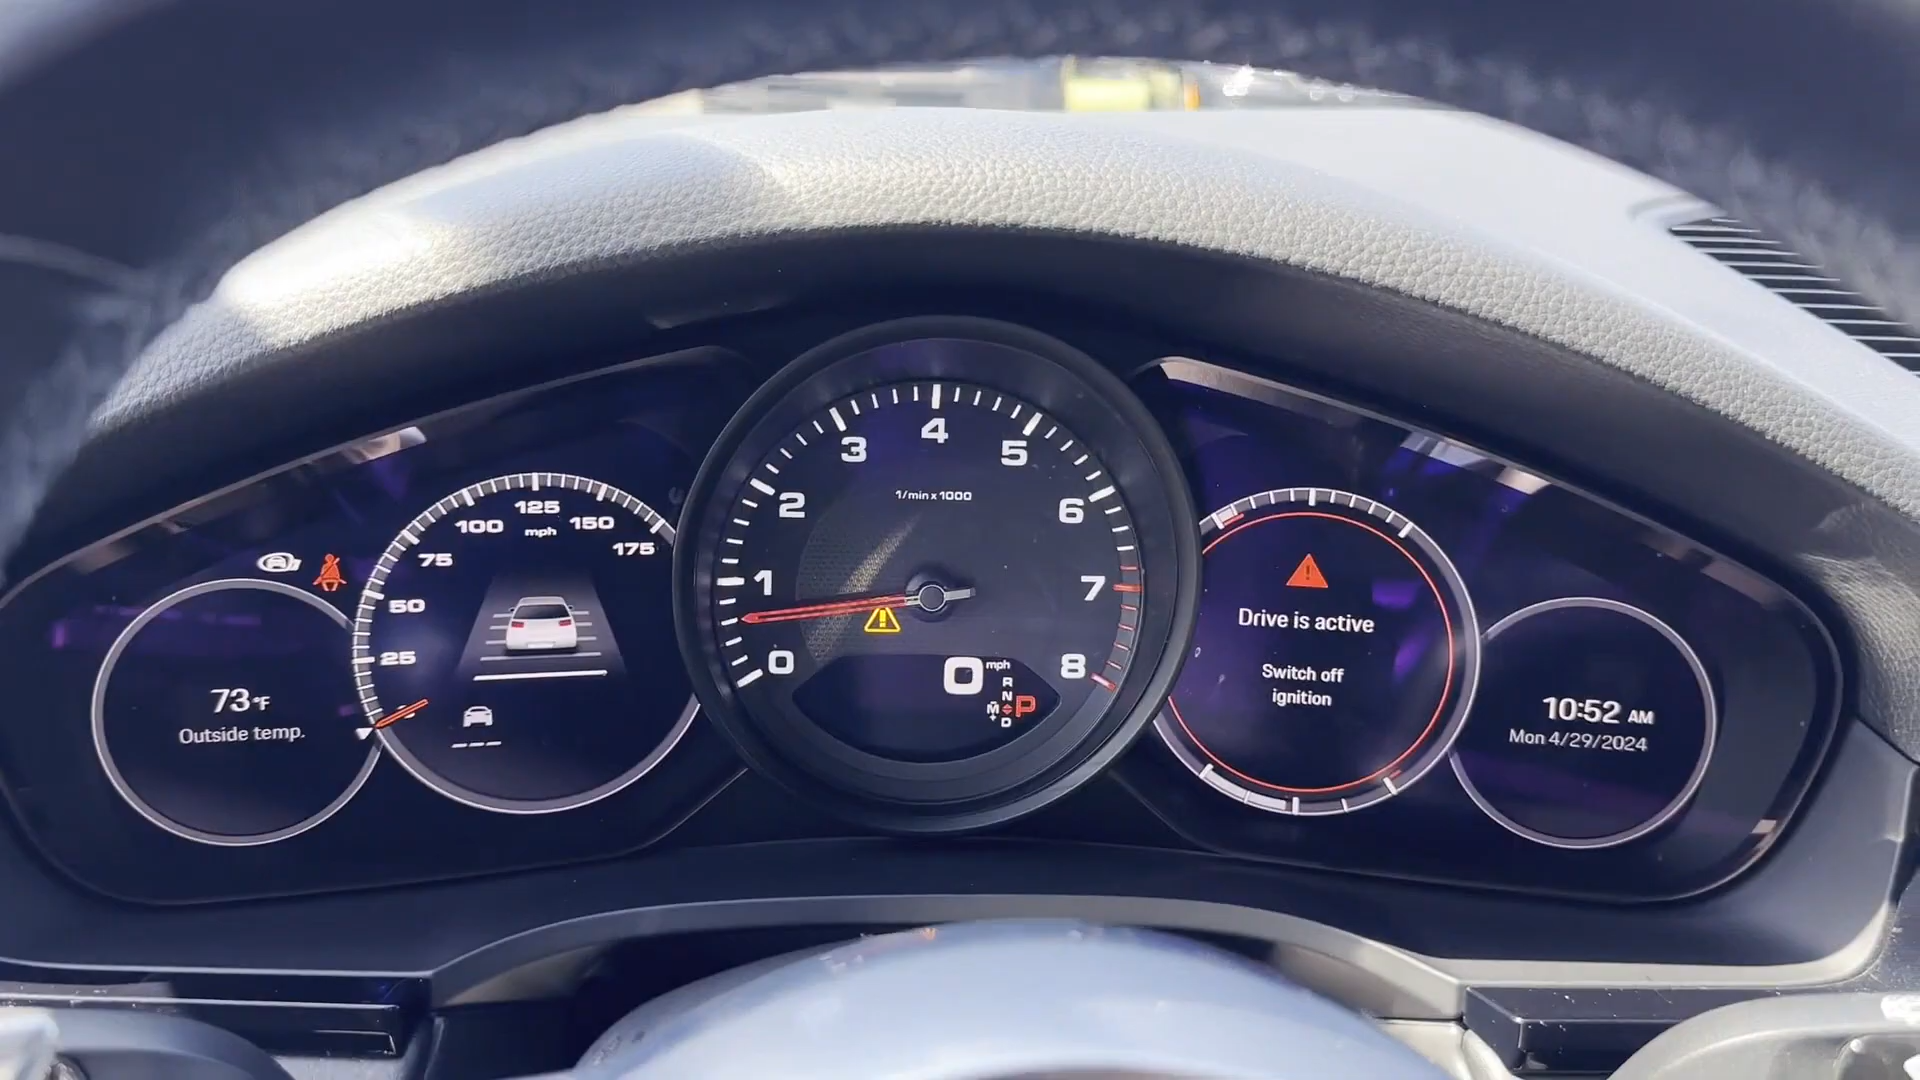 73°F
Outside temp.
25
50
75
100
125
150
175
mph
0
1
2
3
4
5
6
7
8
1/min x 1000
0 mph
R
N
M
+
D
P
Drive is active
Switch off
ignition
10:52 AM
Mon 4/29/2024